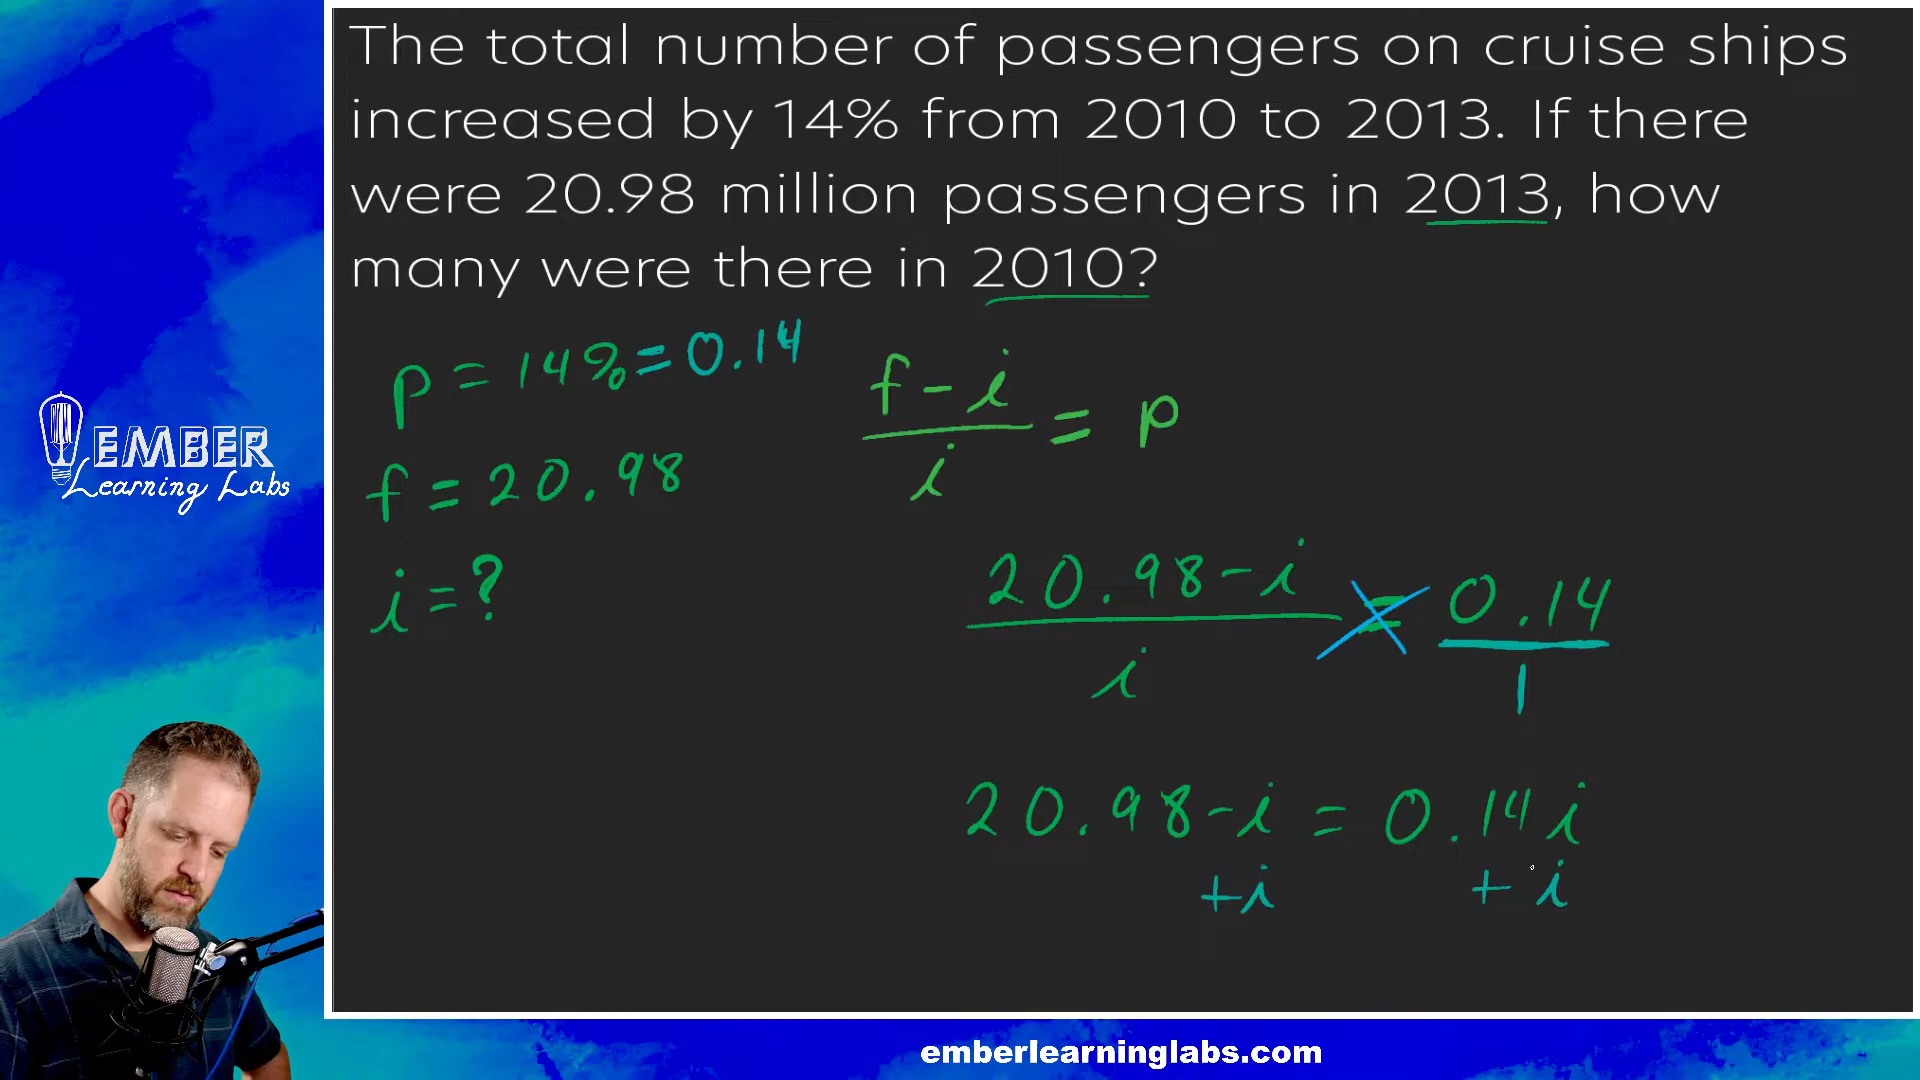 The total number of passengers on cruise ships
increased by 14% from 2010 to 2013. If there
were 20.98 million passengers in 2013, how
many were there in 2010?
p = 14% = 0.14
f = 20.98
i = ?
f - i
i
= p
20.98 - i
i
= 0.14
1
20.98 - i = 0.14i
+i + i
EMBER
Learning Labs
emberlearninglabs.com